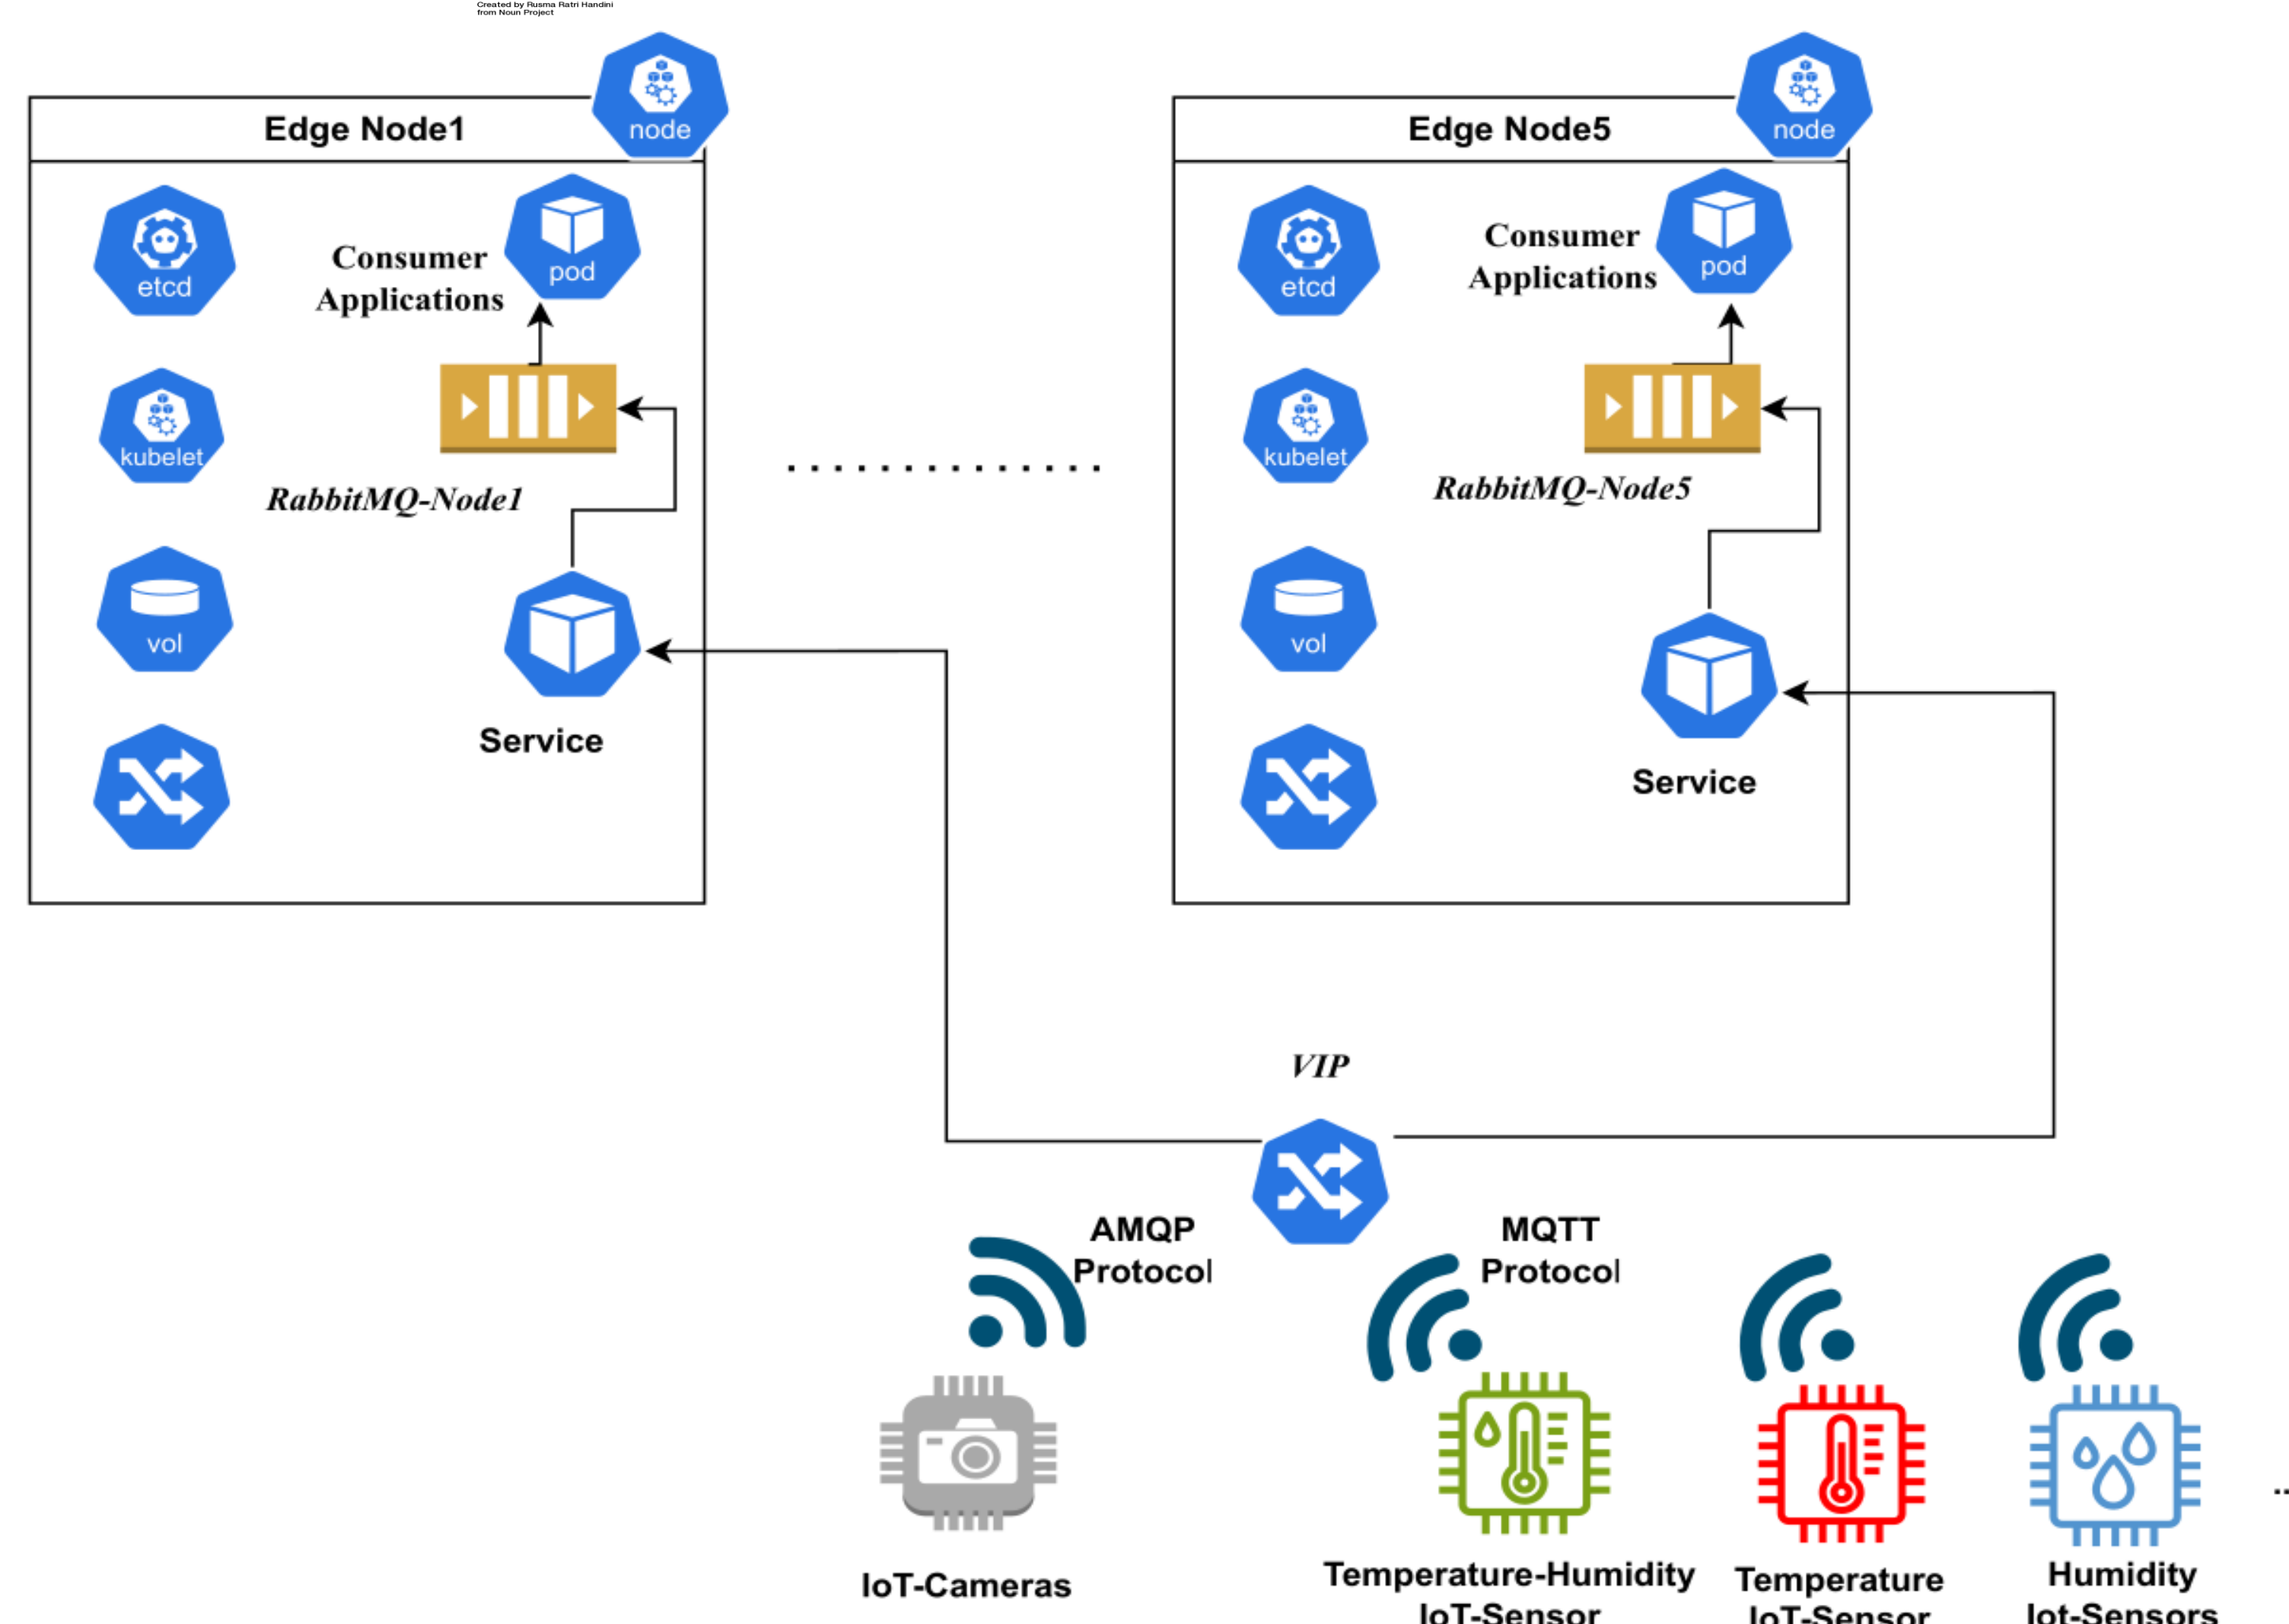 Created by Rusma Ratri Handini
from Noun Project
node
Edge Node1
etcd
Consumer
Applications
pod
kubelet
RabbitMQ-Node1
vol
Service
..............
node
Edge Node5
etcd
Consumer
Applications
pod
kubelet
RabbitMQ-Node5
vol
Service
VIP
AMQP
Protocol
MQTT
Protocol
IoT-Cameras
Temperature-Humidity
IoT-Sensor
Temperature
IoT-Sensor
Humidity
Iot-Sensors
..